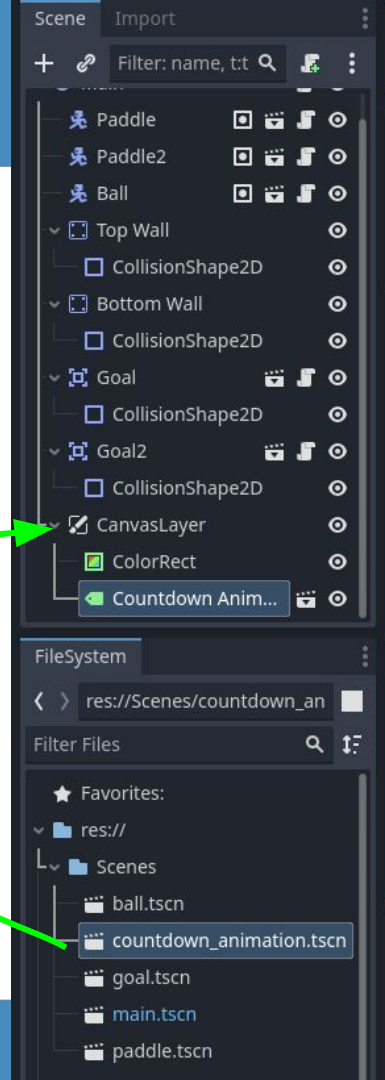 Scene Import
Filter: name, t:t
Main
Paddle
Paddle2
Ball
Top Wall
CollisionShape2D
Bottom Wall
CollisionShape2D
Goal
CollisionShape2D
Goal2
CollisionShape2D
CanvasLayer
ColorRect
Countdown Anim...
FileSystem
res://Scenes/countdown_an
Filter Files
Favorites:
res://
Scenes
ball.tscn
countdown_animation.tscn
goal.tscn
main.tscn
paddle.tscn